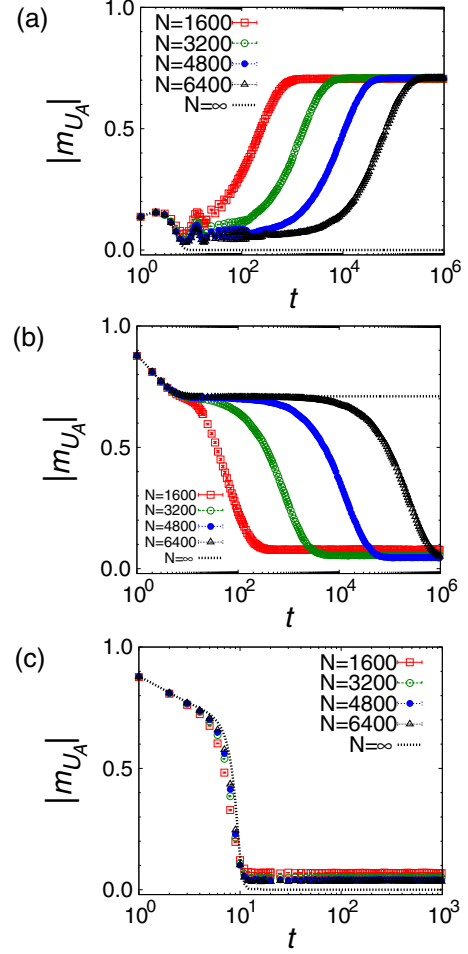 (a)
N=1600
N=3200
N=4800
N=6400
N=∞
1.0
0.5
0.0
|m_{U_A}|
10^0 10^2 10^4 10^6
t
(b)
1.0
0.5
0.0
|m_{U_A}|
N=1600
N=3200
N=4800
N=6400
N=∞
10^0 10^2 10^4 10^6
t
(c)
N=1600
N=3200
N=4800
N=6400
N=∞
1.0
0.5
0.0
|m_{U_A}|
10^0 10^1 10^2 10^3
t